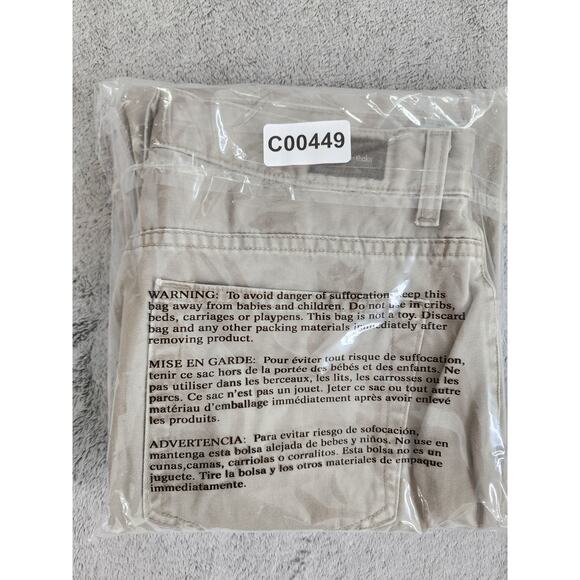 C00449
WARNING: To avoid danger of suffocation, keep this
bag away from babies and children. Do not use in cribs,
beds, carriages or playpens. This bag is not a toy. Discard
bag and any other packing materials immediately after
removing product.
MISE EN GARDE: Pour éviter tout risque de suffocation,
tenir ce sac hors de la portée des bébés et des enfants. Ne
pas utiliser dans les berceaux, les lits, les carrosses ou les
parcs. Ce sac n'est pas un jouet. Jeter ce sac ou tout autre
matériau d'emballage immédiatement après avoir enlevé
les produits.
ADVERTENCIA: Para evitar riesgo de sofocación,
mantenga esta bolsa alejada de bebes y niños. No use en
cunas,camas, carriolas o corralitos. Esta bolsa no es un
juguete. Tire la bolsa y los otros materiales de empaque
immediatamente.